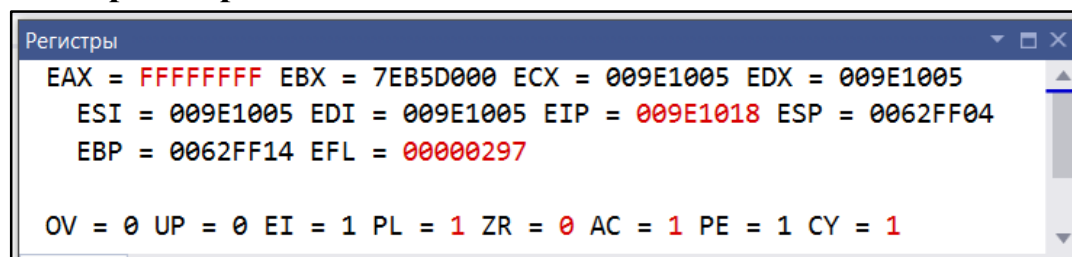 Регистры
EAX = FFFFFFFF EBX = 7EB5D000 ECX = 009E1005 EDX = 009E1005
ESI = 009E1005 EDI = 009E1005 EIP = 009E1018 ESP = 0062FF04
EBP = 0062FF14 EFL = 00000297
OV = 0 UP = 0 EI = 1 PL = 1 ZR = 0 AC = 1 PE = 1 CY = 1